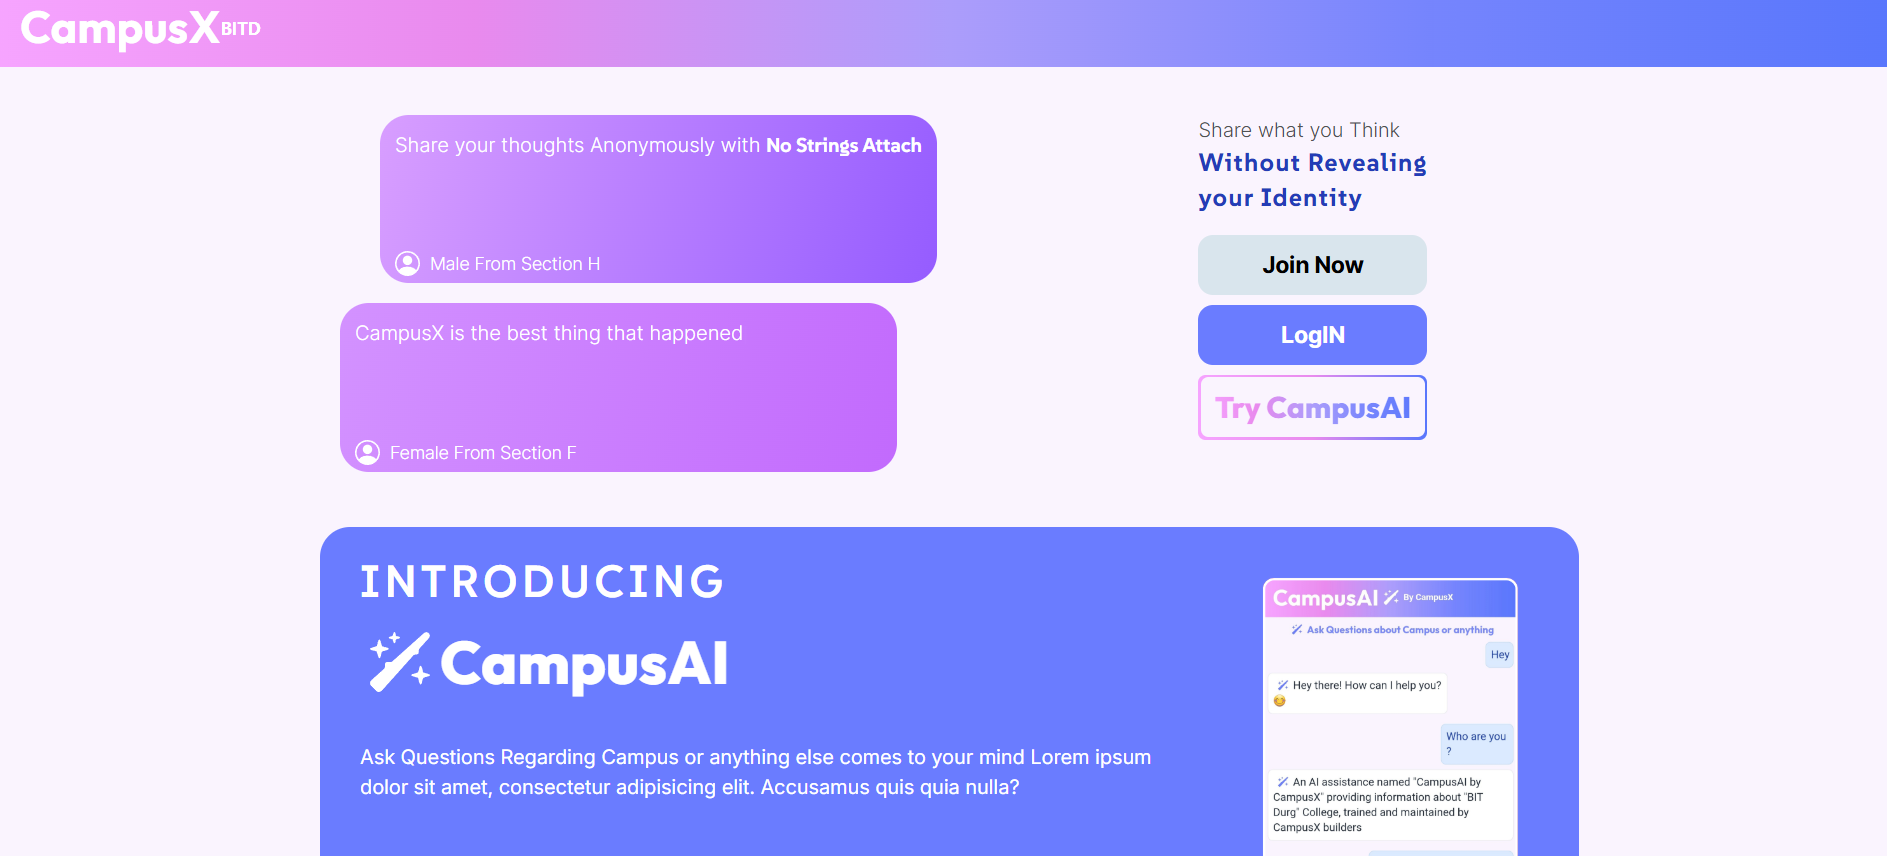 CampusX BITD
Share your thoughts Anonymously with No Strings Attach
Male From Section H
CampusX is the best thing that happened
Female From Section F
Share what you Think
Without Revealing
your Identity
Join Now
LogIN
Try CampusAI
INTRODUCING
CampusAI
Ask Questions Regarding Campus or anything else comes to your mind Lorem ipsum
dolor sit amet, consectetur adipisicing elit. Accusamus quis quia nulla?
CampusAI By CampusX
Ask Questions about Campus or anything
Hey
Hey there! How can I help you?
😊
Who are you
?
An AI assistance named "CampusAI by
CampusX" providing information about "BIT
Durg" College, trained and maintained by
CampusX builders